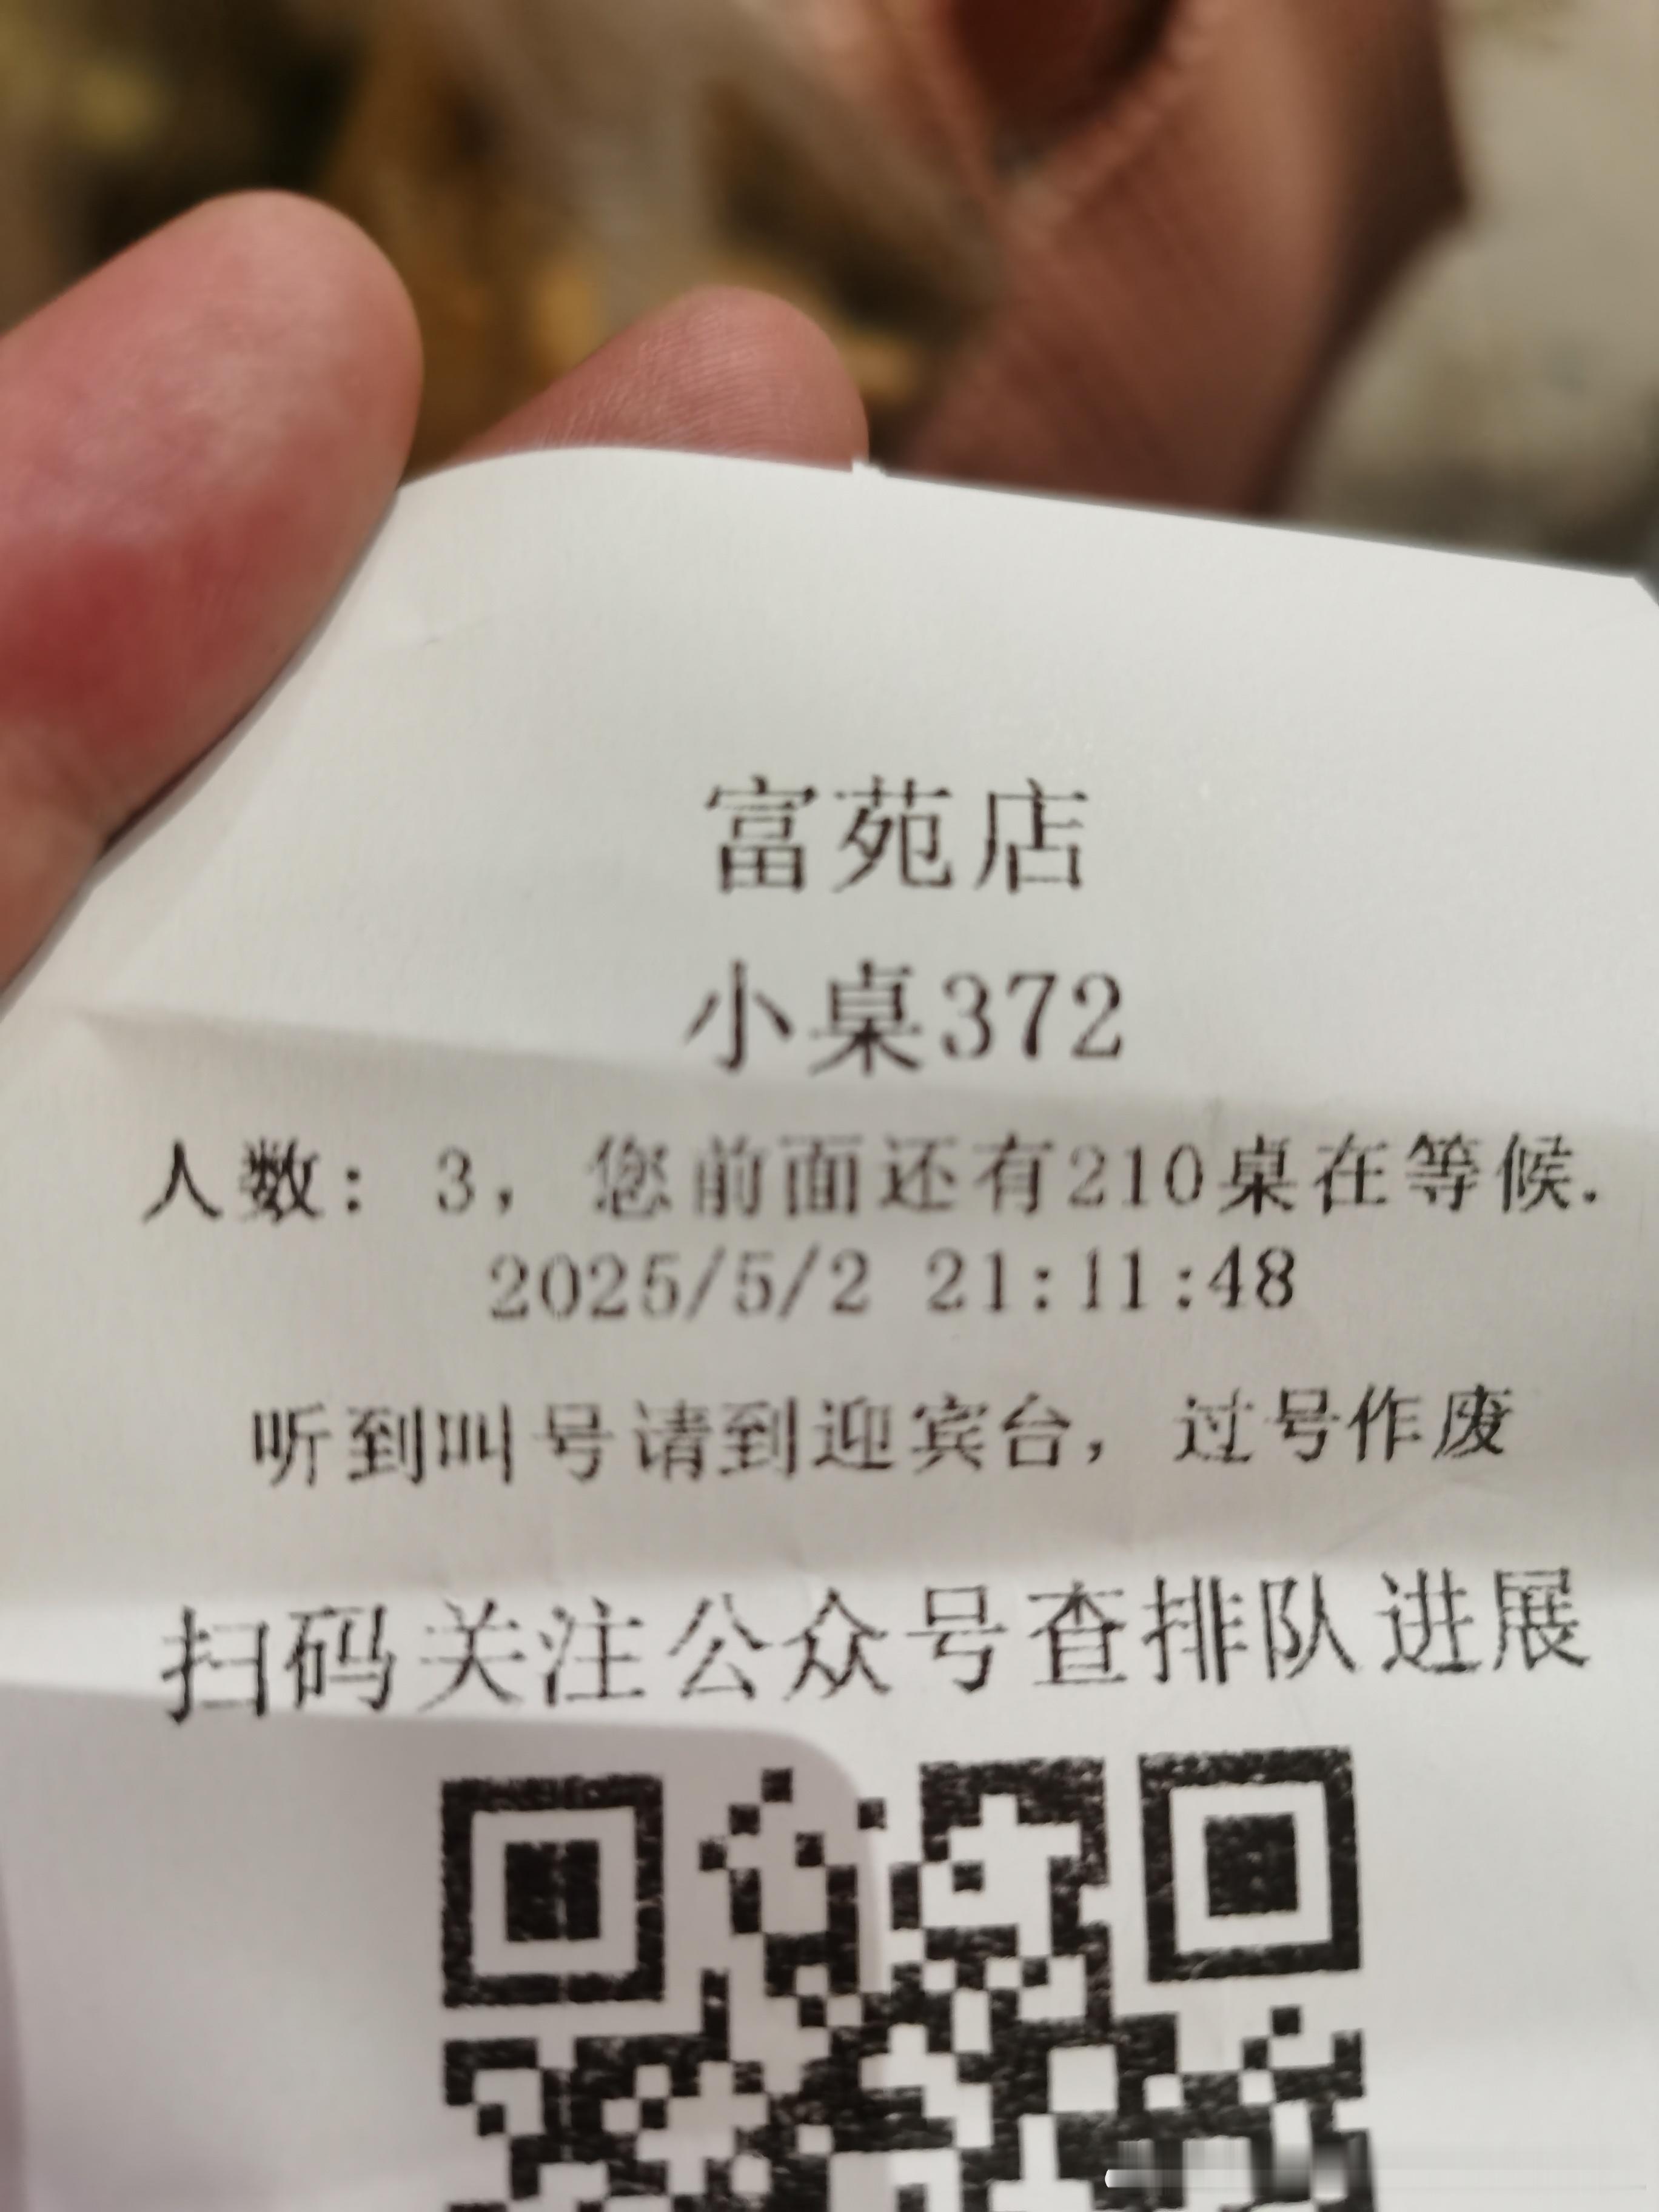 富苑店
小桌372
人数：3，您前面还有210桌在等候.
2025/5/2 21:11:48
听到叫号请到迎宾台，过号作废
扫码关注公众号查排队进展